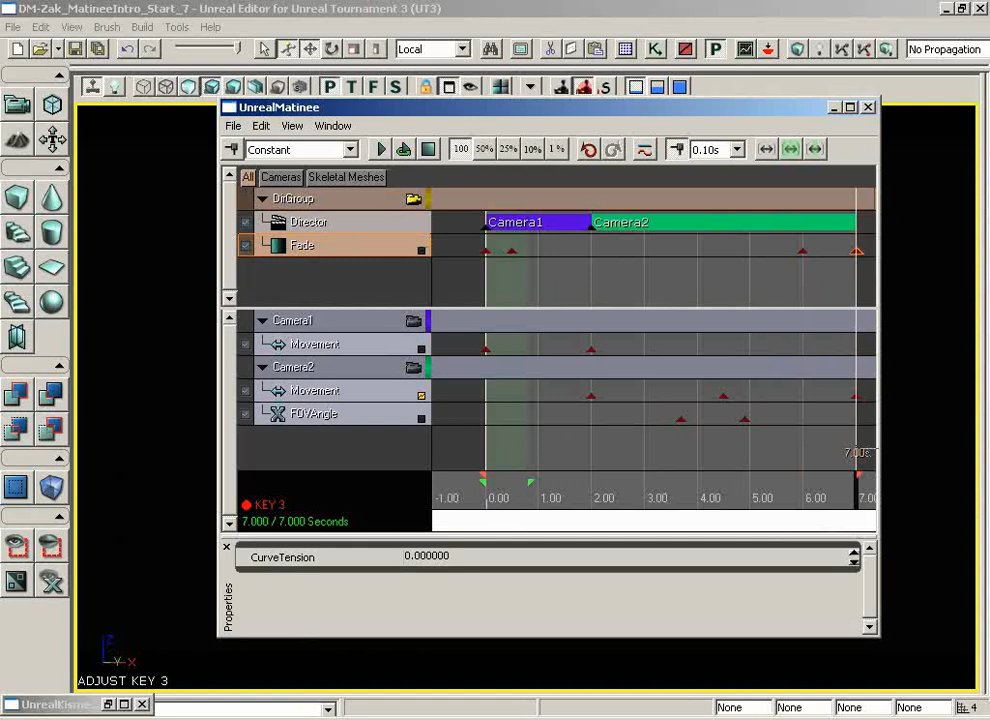 DM-Zak_MatineeIntro_Start_7 - Unreal Editor for Unreal Tournament 3 (UT3)
File Edit View Brush Build Tools Help
Local
K
P
S
No Propagation
P T F S
UnrealMatinee
File Edit View Window
Constant
100 50% 25% 10% 1 %
0.10s
All Cameras Skeletal Meshes
DirGroup
Director
Camera1 Camera2
Fade
Camera1
Movement
Camera2
Movement
FOVAngle
7.00s
-1.00 0.00 1.00 2.00 3.00 4.00 5.00 6.00 7.00
KEY 3
7.000 / 7.000 Seconds
CurveTension 0.000000
Properties
Z
Y X
ADJUST KEY 3
UnrealKisme
None None None None 4